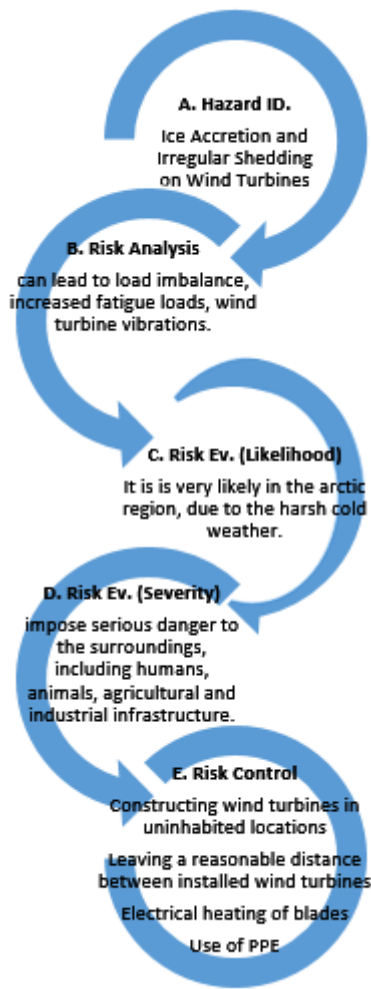 A. Hazard ID.
Ice Accretion and
Irregular Shedding
on Wind Turbines
B. Risk Analysis
can lead to load imbalance,
increased fatigue loads, wind
turbine vibrations.
C. Risk Ev. (Likelihood)
It is is very likely in the arctic
region, due to the harsh cold
weather.
D. Risk Ev. (Severity)
impose serious danger to
the surroundings,
including humans,
animals, agricultural and
industrial infrastructure.
E. Risk Control
Constructing wind turbines in
uninhabited locations
Leaving a reasonable distance
between installed wind turbines
Electrical heating of blades
Use of PPE